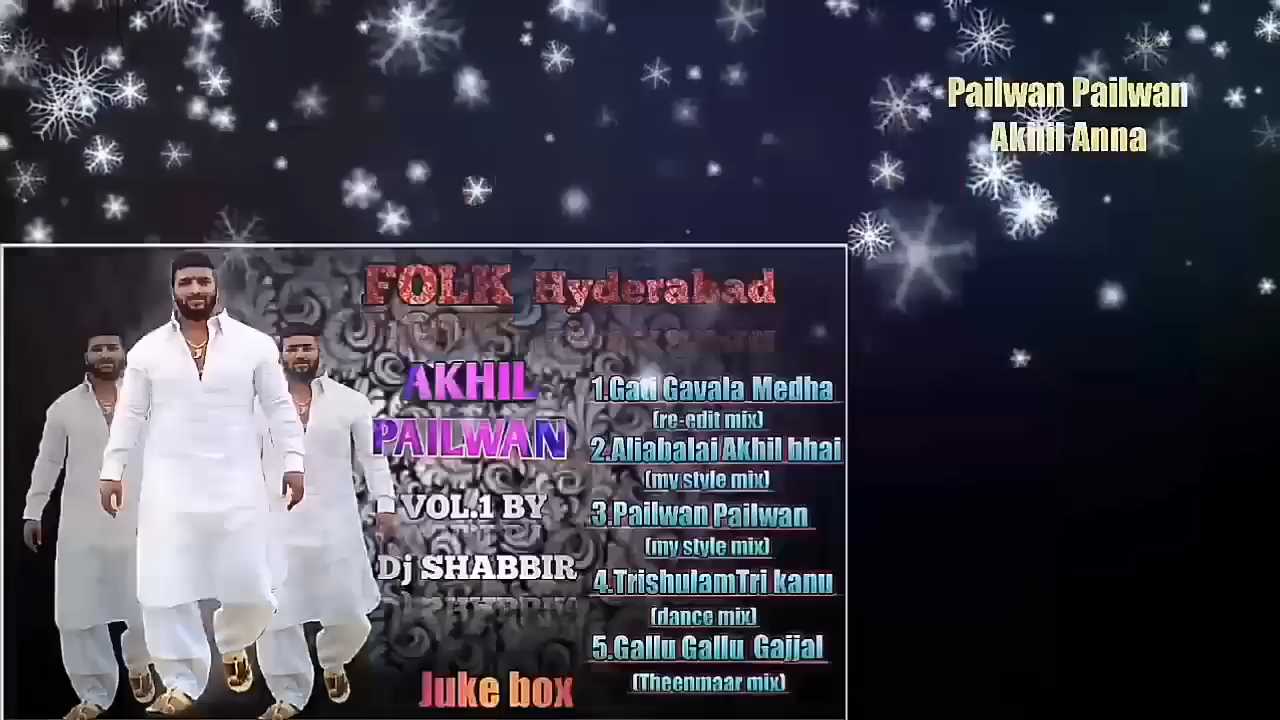 Pailwan Pailwan
Akhil Anna
FOLK Hyderabad
AKHIL
PAILWAN
VOL.1 BY
Dj SHABBIR
Juke box
1.Gati Gavala Medha
(re-edit mix)
2.Aliabalai Akhil bhai
(my style mix)
3.Pailwan Pailwan
(my style mix)
4.TrishulamTri kanu
(dance mix)
5.Gallu Gallu Gajjal
(Theenmaar mix)